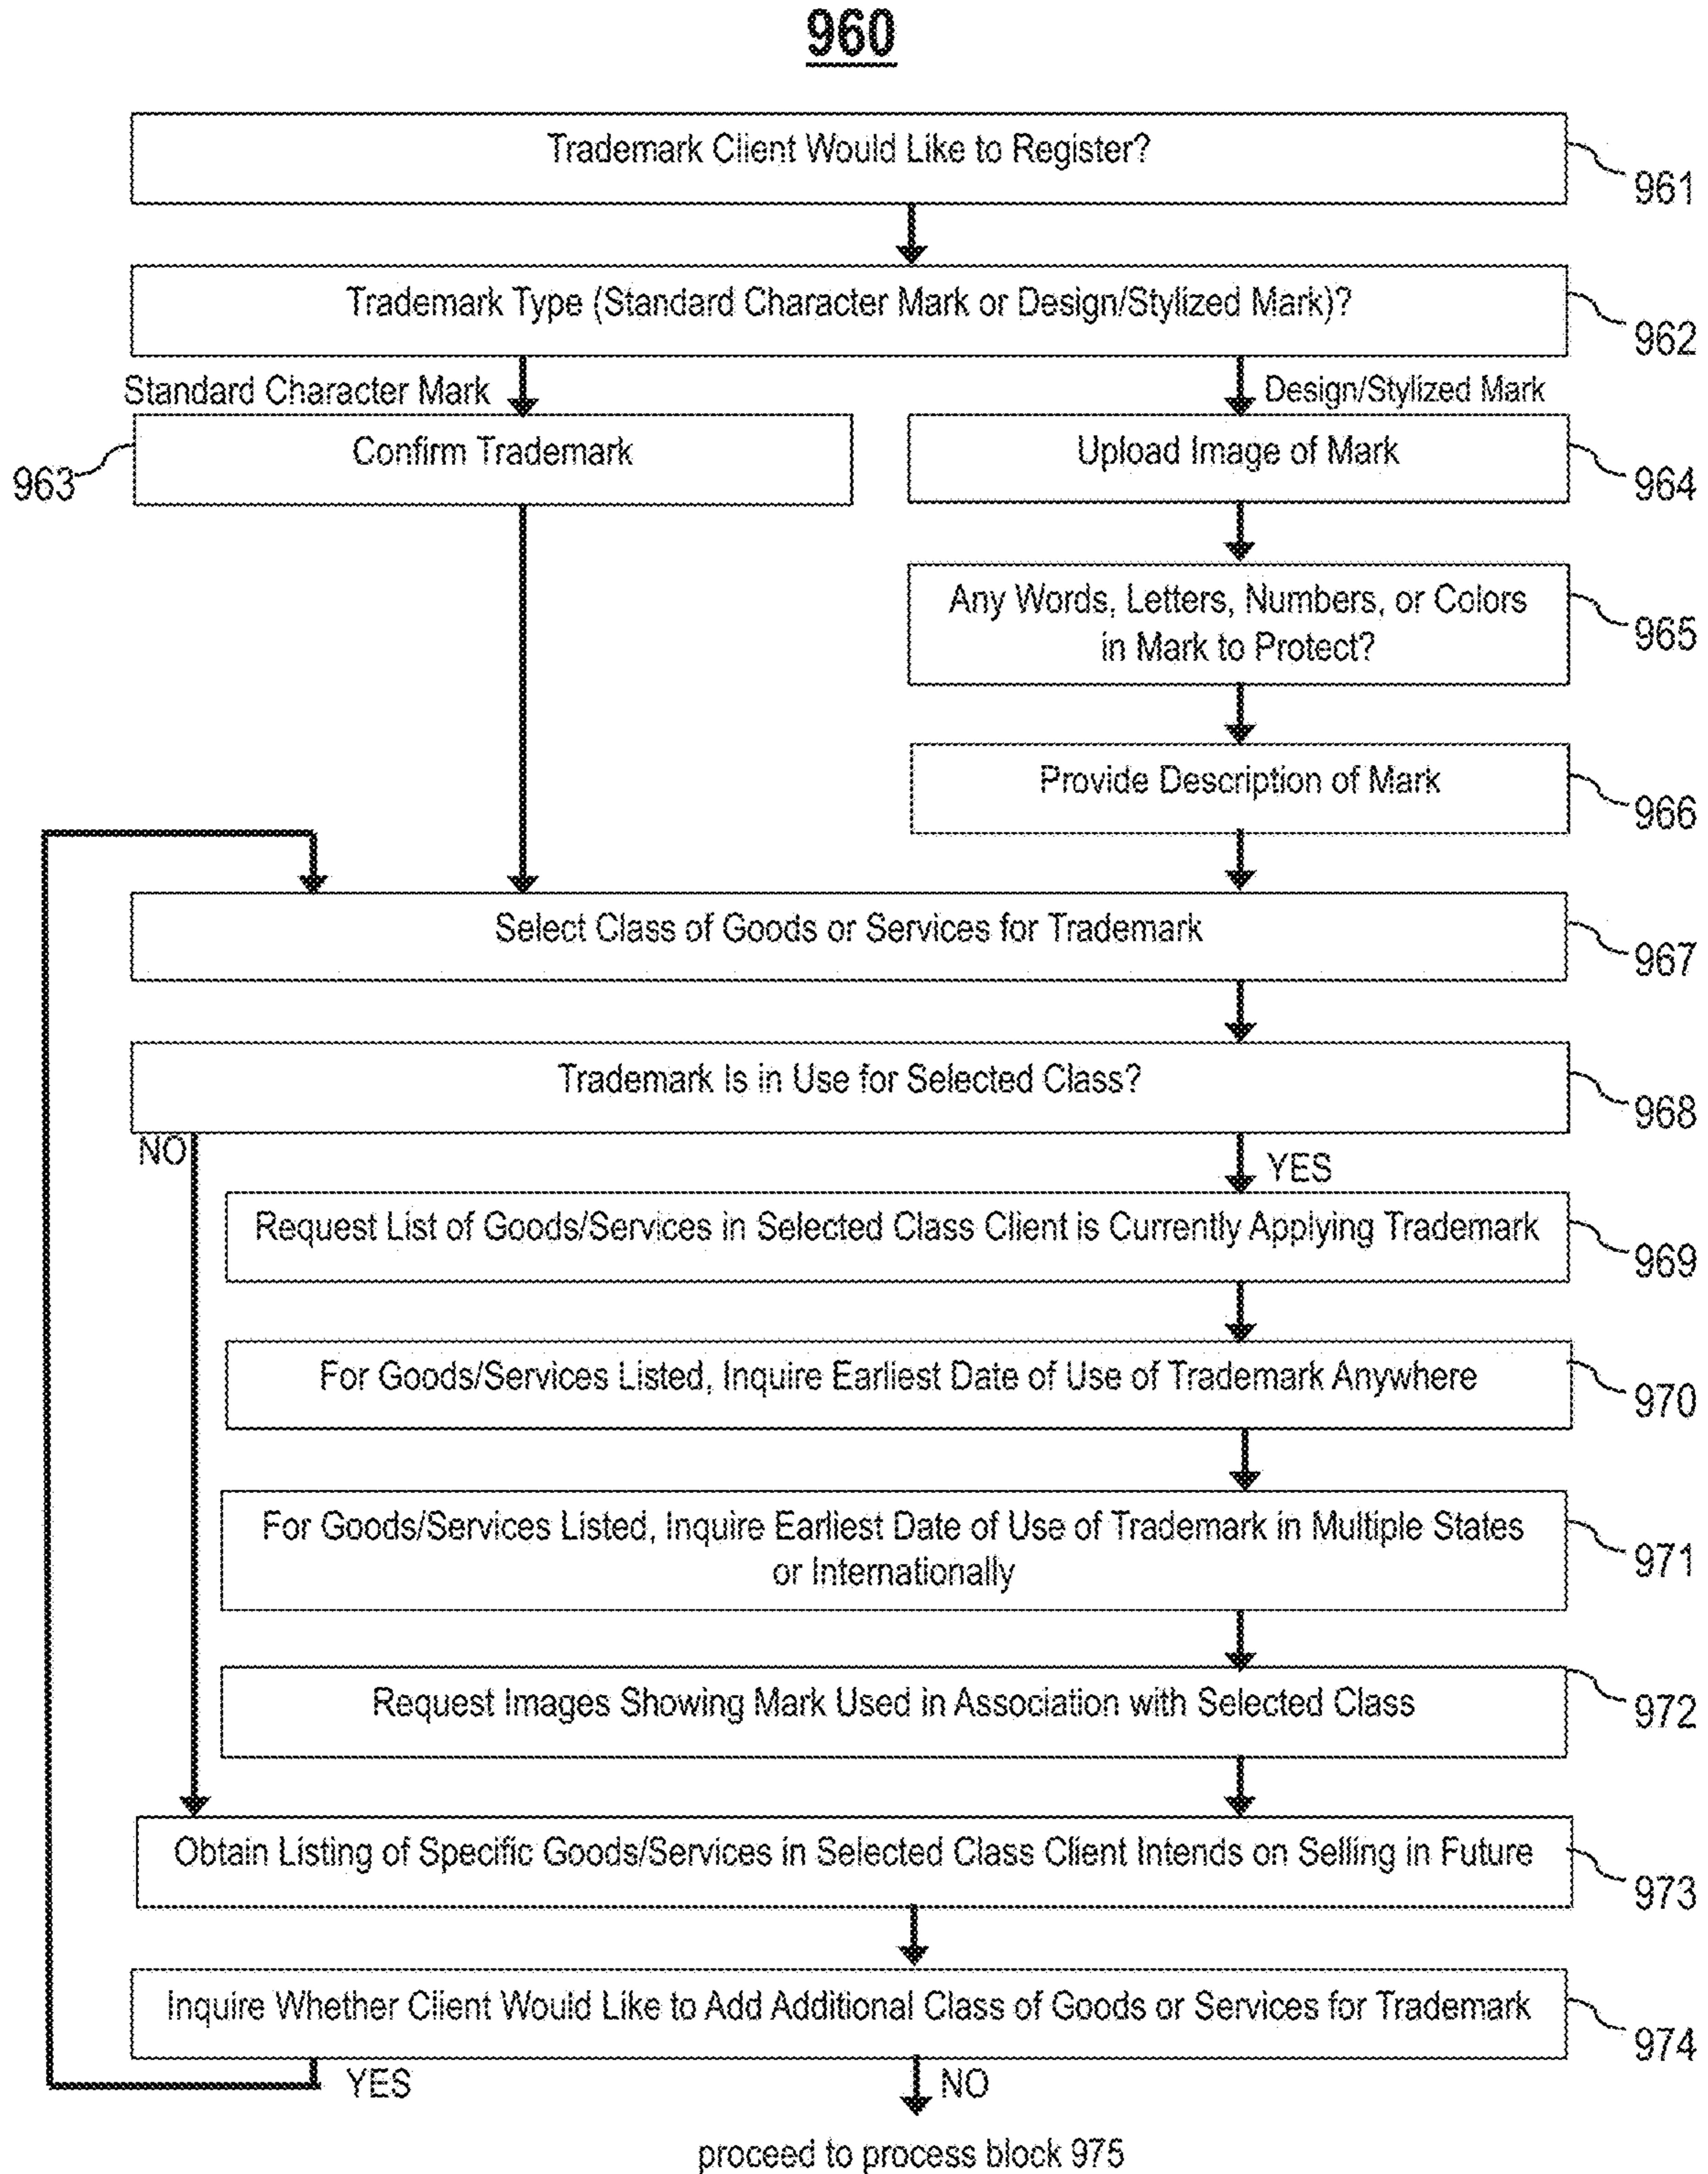 960
Trademark Client Would Like to Register?
961
Trademark Type (Standard Character Mark or Design/Stylized Mark)?
962
Standard Character Mark
Design/Stylized Mark
Confirm Trademark
963
Upload Image of Mark
964
Any Words, Letters, Numbers, or Colors
in Mark to Protect?
965
Provide Description of Mark
966
Select Class of Goods or Services for Trademark
967
Trademark Is in Use for Selected Class?
968
NO
YES
Request List of Goods/Services in Selected Class Client is Currently Applying Trademark
969
For Goods/Services Listed, Inquire Earliest Date of Use of Trademark Anywhere
970
For Goods/Services Listed, Inquire Earliest Date of Use of Trademark in Multiple States
or Internationally
971
Request Images Showing Mark Used in Association with Selected Class
972
Obtain Listing of Specific Goods/Services in Selected Class Client Intends on Selling in Future
973
Inquire Whether Client Would Like to Add Additional Class of Goods or Services for Trademark
974
YES
NO
proceed to process block 975